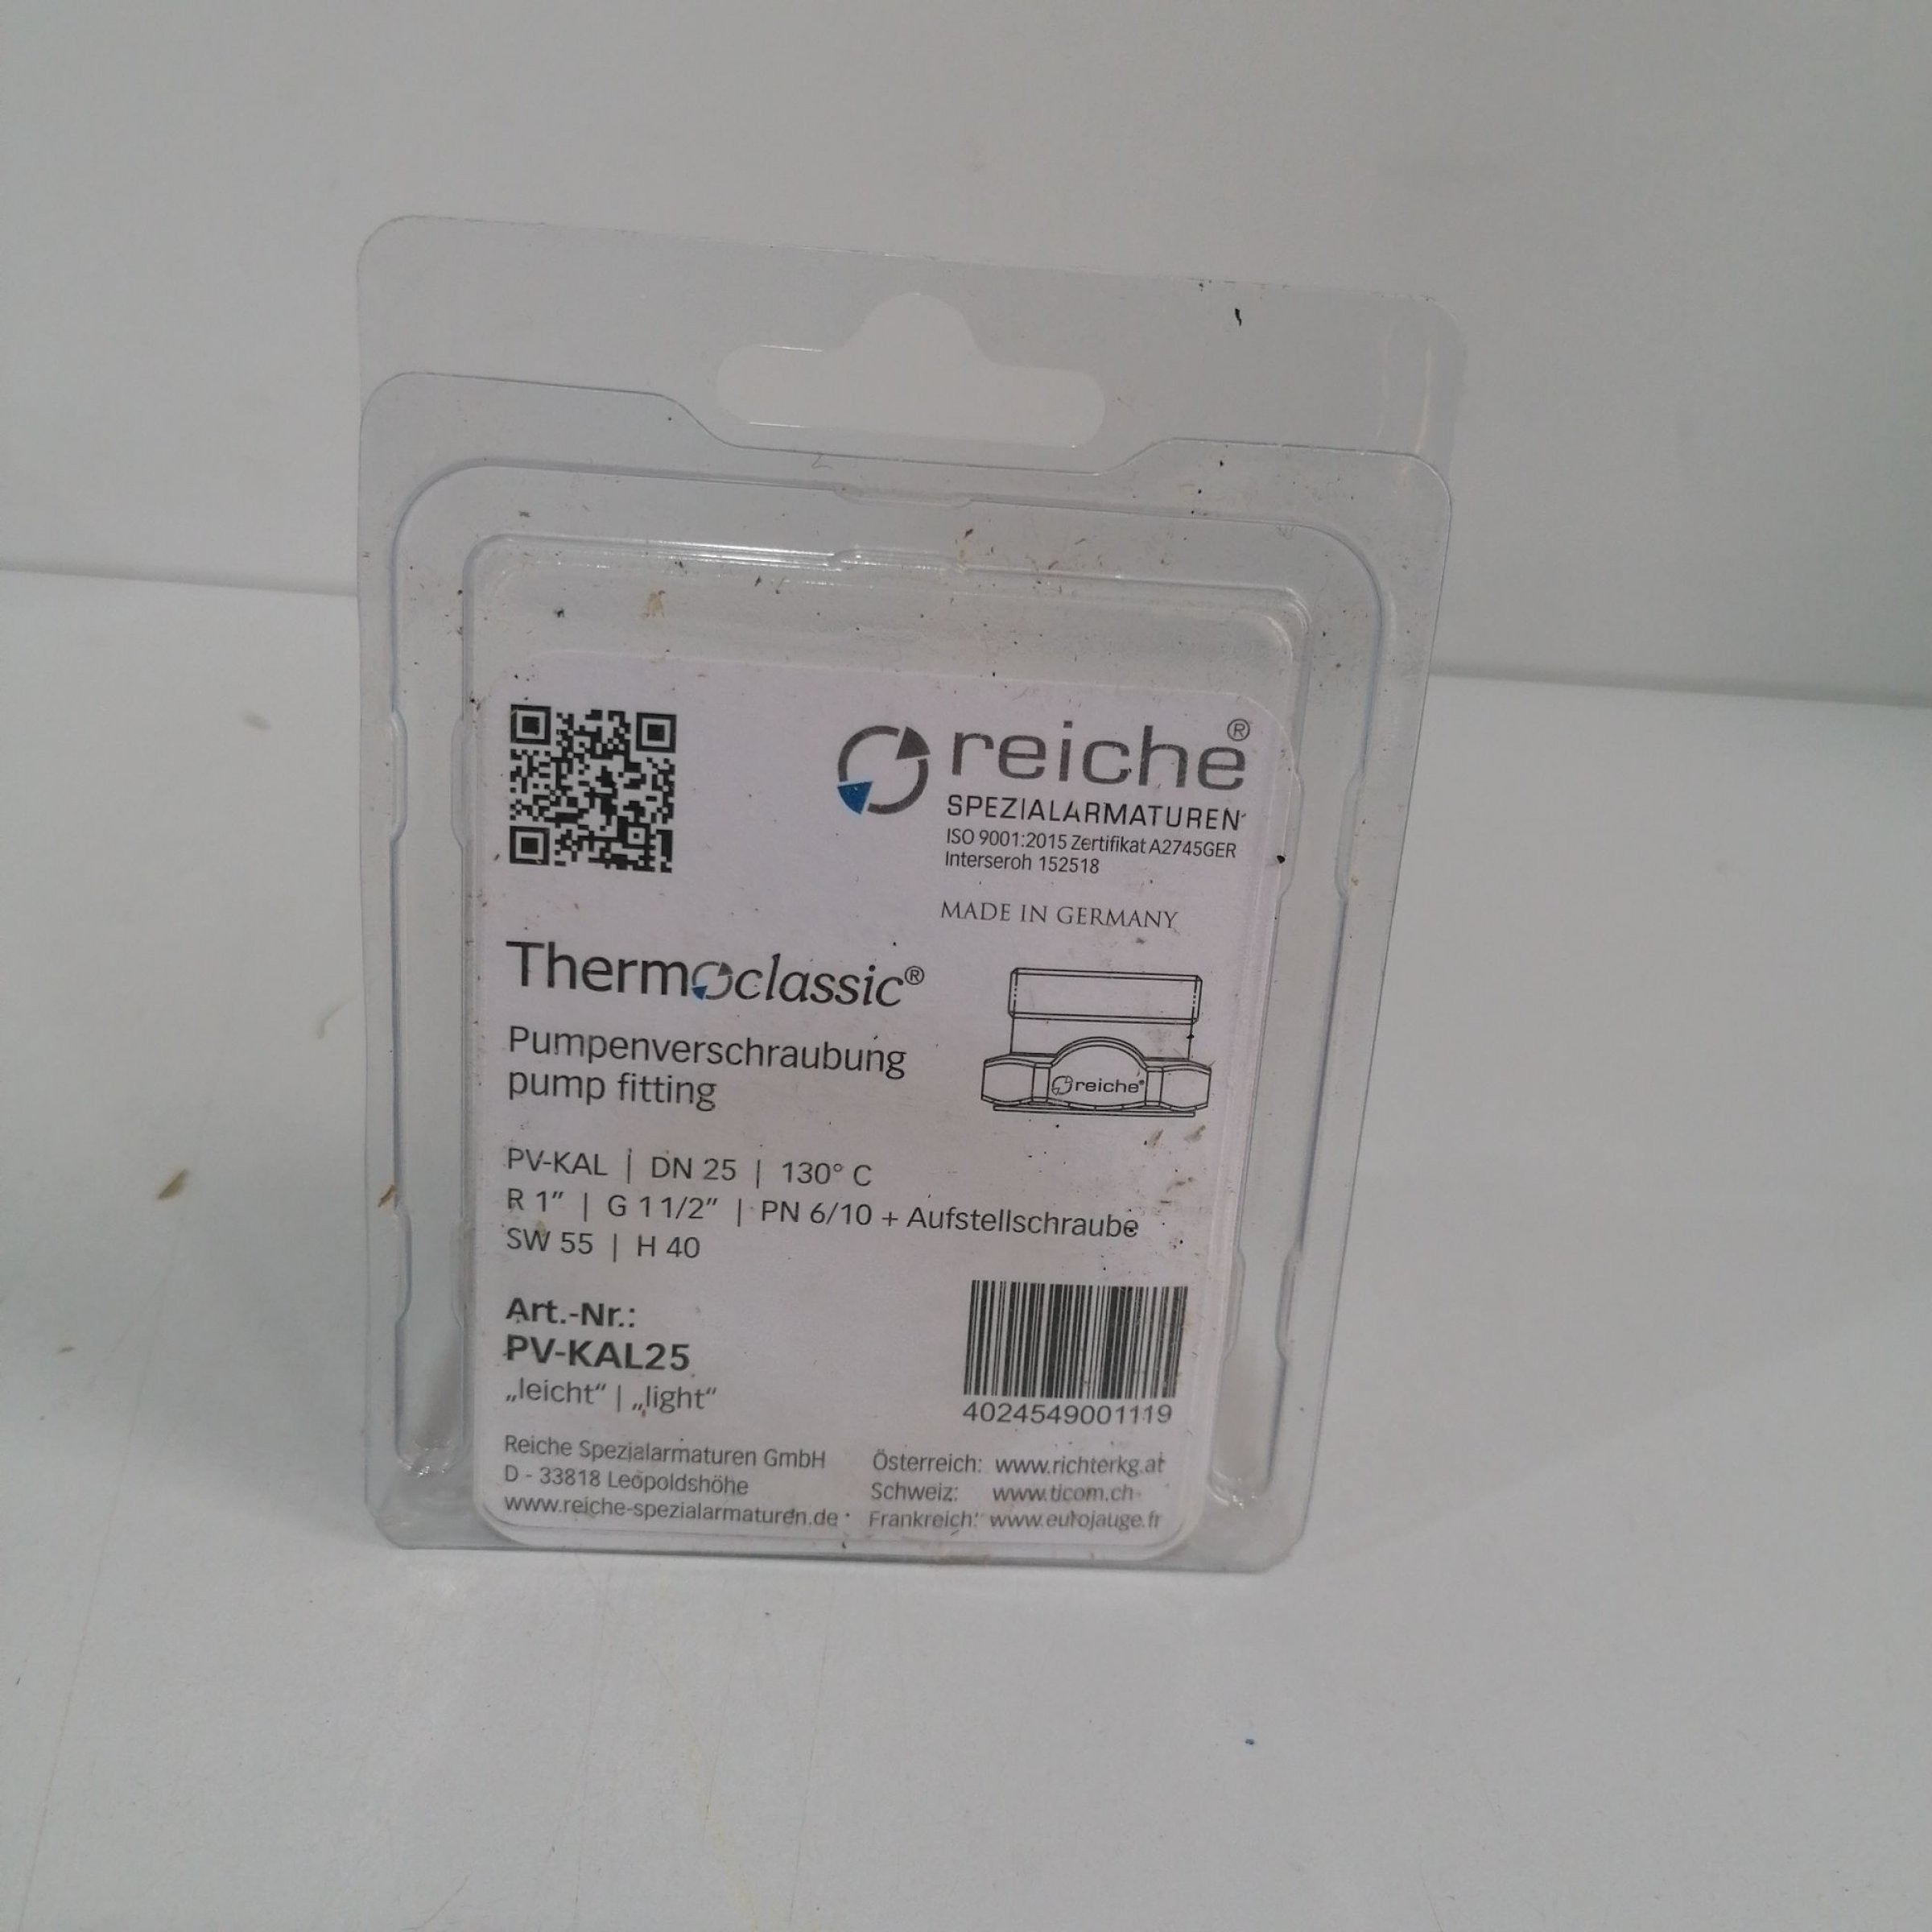 reiche®
SPEZIALARMATUREN
ISO 9001:2015 Zertifikat A2745GER
Interseroh 152518
MADE IN GERMANY
Thermoclassic®
Pumpenverschraubung
pump fitting
reiche®
PV-KAL | DN 25 | 130° C
R 1" | G 1 1/2" | PN 6/10 + Aufstellschraube
SW 55 | H 40
Art.-Nr.:
PV-KAL25
„leicht“ | „light“
4024549001119
Reiche Spezialarmaturen GmbH
D - 33818 Leopoldshöhe
www.reiche-spezialarmaturen.de
Österreich: www.richterkg.at
Schweiz: www.ticom.ch
Frankreich: www.eurojauge.fr